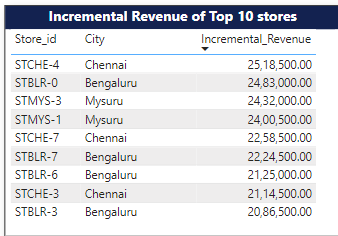 Incremental Revenue of Top 10 stores
Store_id City Incremental_Revenue
STCHE-4 Chennai 25,18,500.00
STBLR-0 Bengaluru 24,83,000.00
STMYS-3 Mysuru 24,32,000.00
STMYS-1 Mysuru 24,00,500.00
STCHE-7 Chennai 22,58,500.00
STBLR-7 Bengaluru 22,24,500.00
STBLR-6 Bengaluru 21,25,000.00
STCHE-3 Chennai 21,14,500.00
STBLR-3 Bengaluru 20,86,500.00